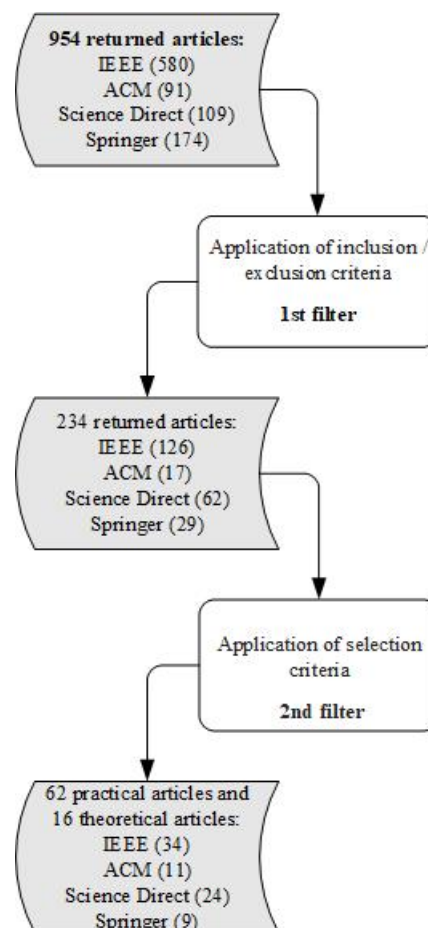 954 returned articles:
IEEE (580)
ACM (91)
Science Direct (109)
Springer (174)
Application of inclusion /
exclusion criteria
1st filter
234 returned articles:
IEEE (126)
ACM (17)
Science Direct (62)
Springer (29)
Application of selection
criteria
2nd filter
62 practical articles and
16 theoretical articles:
IEEE (34)
ACM (11)
Science Direct (24)
Springer (9)